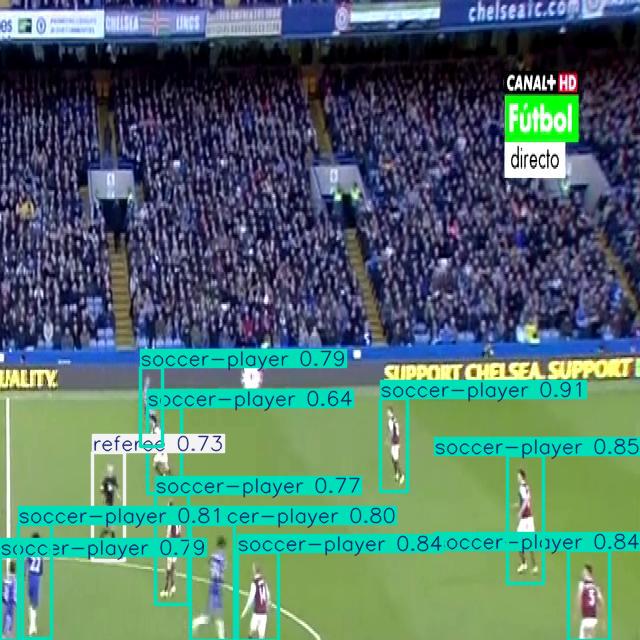 CHELSEA
chelseafc.com
CANAL+ HD
Fútbol
directo
soccer-player 0.79
UALITY.
SUPPORT CHELSEA. SUPPORT
soccer-player 0.64
soccer-player 0.91
referee 0.73
soccer-player 0.85
soccer-player 0.77
soccer-player 0.81
cer-player 0.80
soccer-player 0.79
soccer-player 0.84
soccer-player 0.84